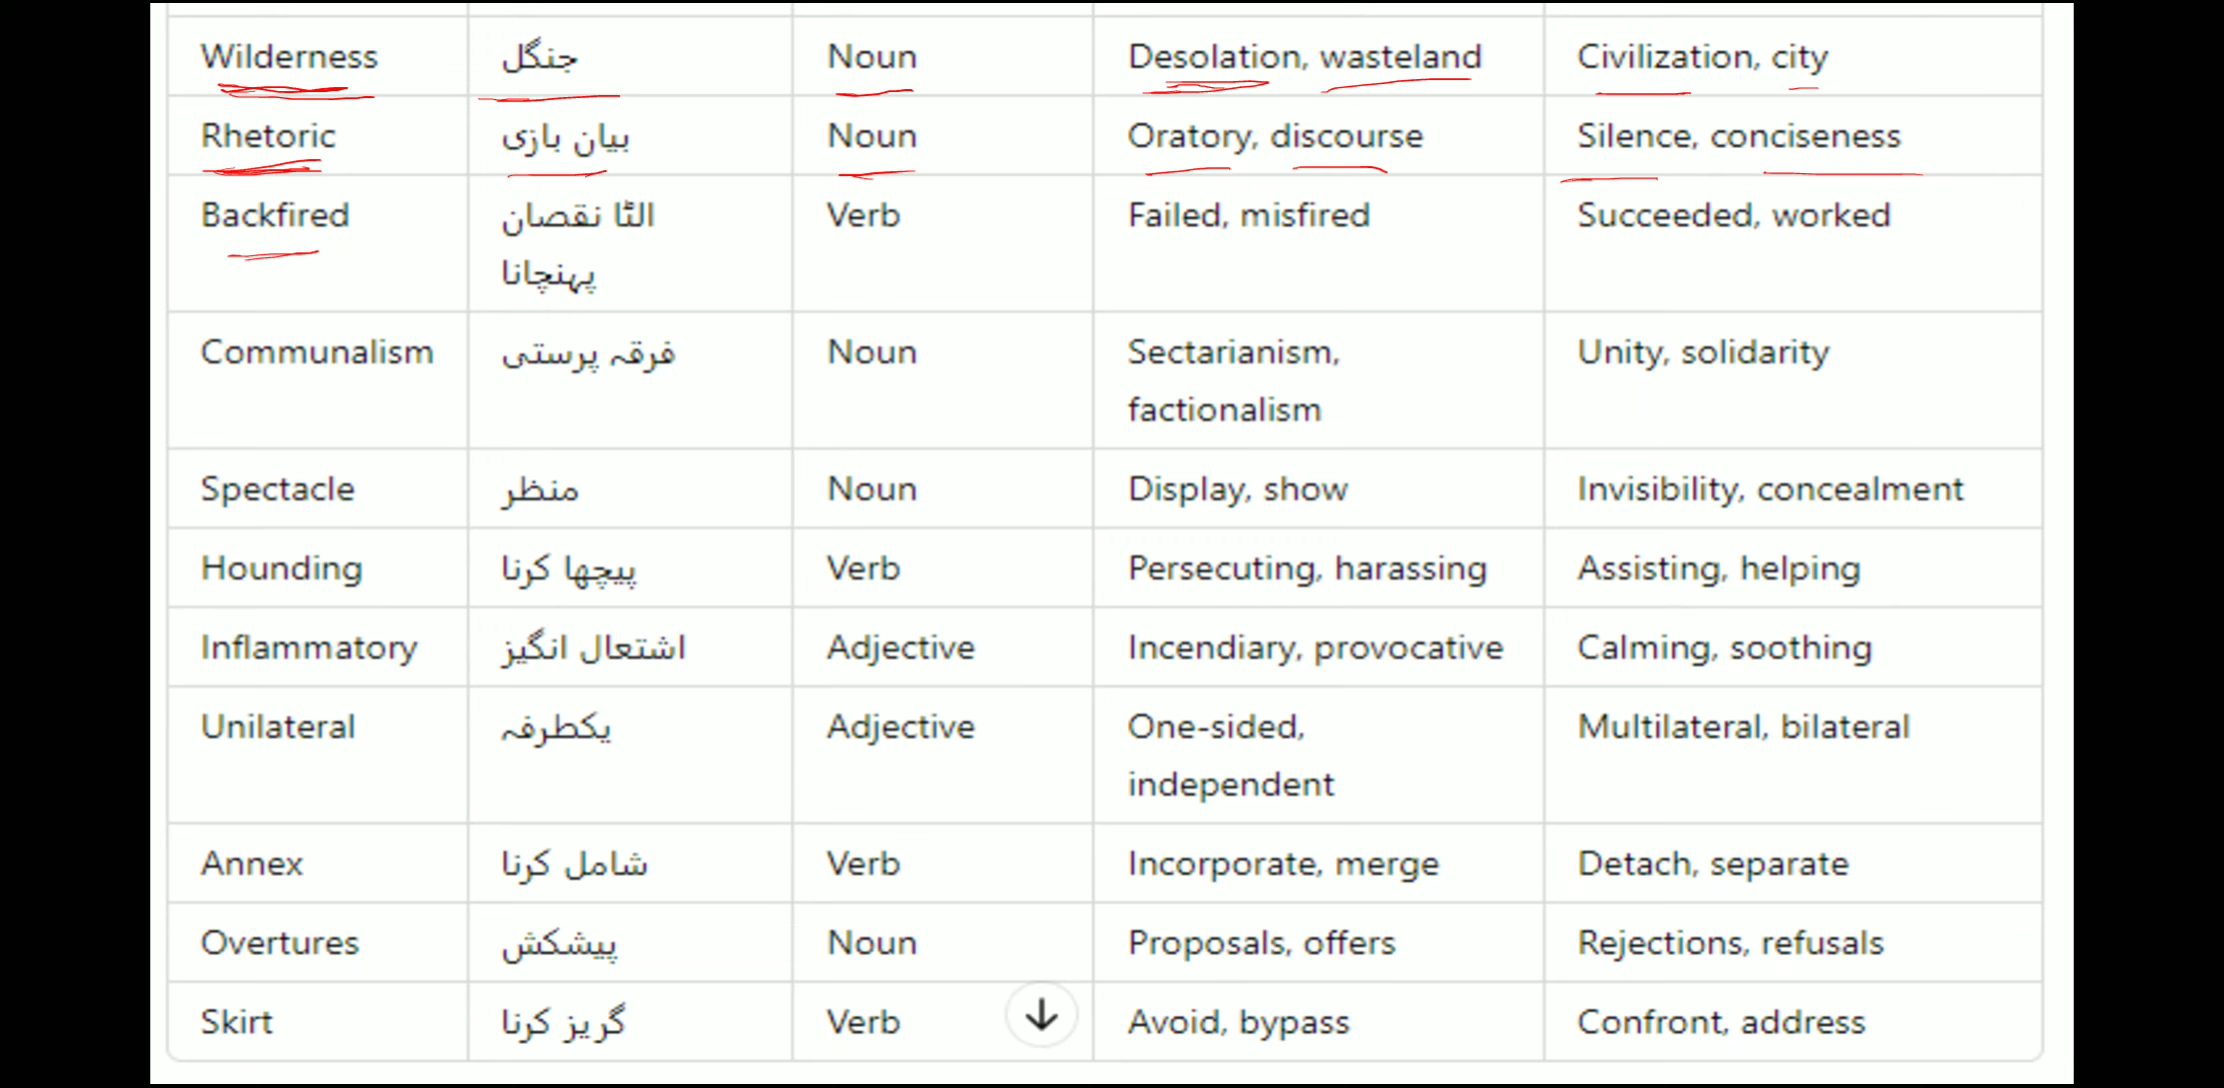 Wilderness جنگل Noun Desolation, wasteland Civilization, city
Rhetoric بیان بازی Noun Oratory, discourse Silence, conciseness
Backfired الٹا نقصان Verb Failed, misfired Succeeded, worked
پہنچانا
Communalism فرقہ پرستی Noun Sectarianism, Unity, solidarity
factionalism
Spectacle منظر Noun Display, show Invisibility, concealment
Hounding پیچھا کرنا Verb Persecuting, harassing Assisting, helping
Inflammatory اشتعال انگیز Adjective Incendiary, provocative Calming, soothing
Unilateral یکطرفہ Adjective One-sided, Multilateral, bilateral
independent
Annex شامل کرنا Verb Incorporate, merge Detach, separate
Overtures پیشکش Noun Proposals, offers Rejections, refusals
Skirt گریز کرنا Verb Avoid, bypass Confront, address